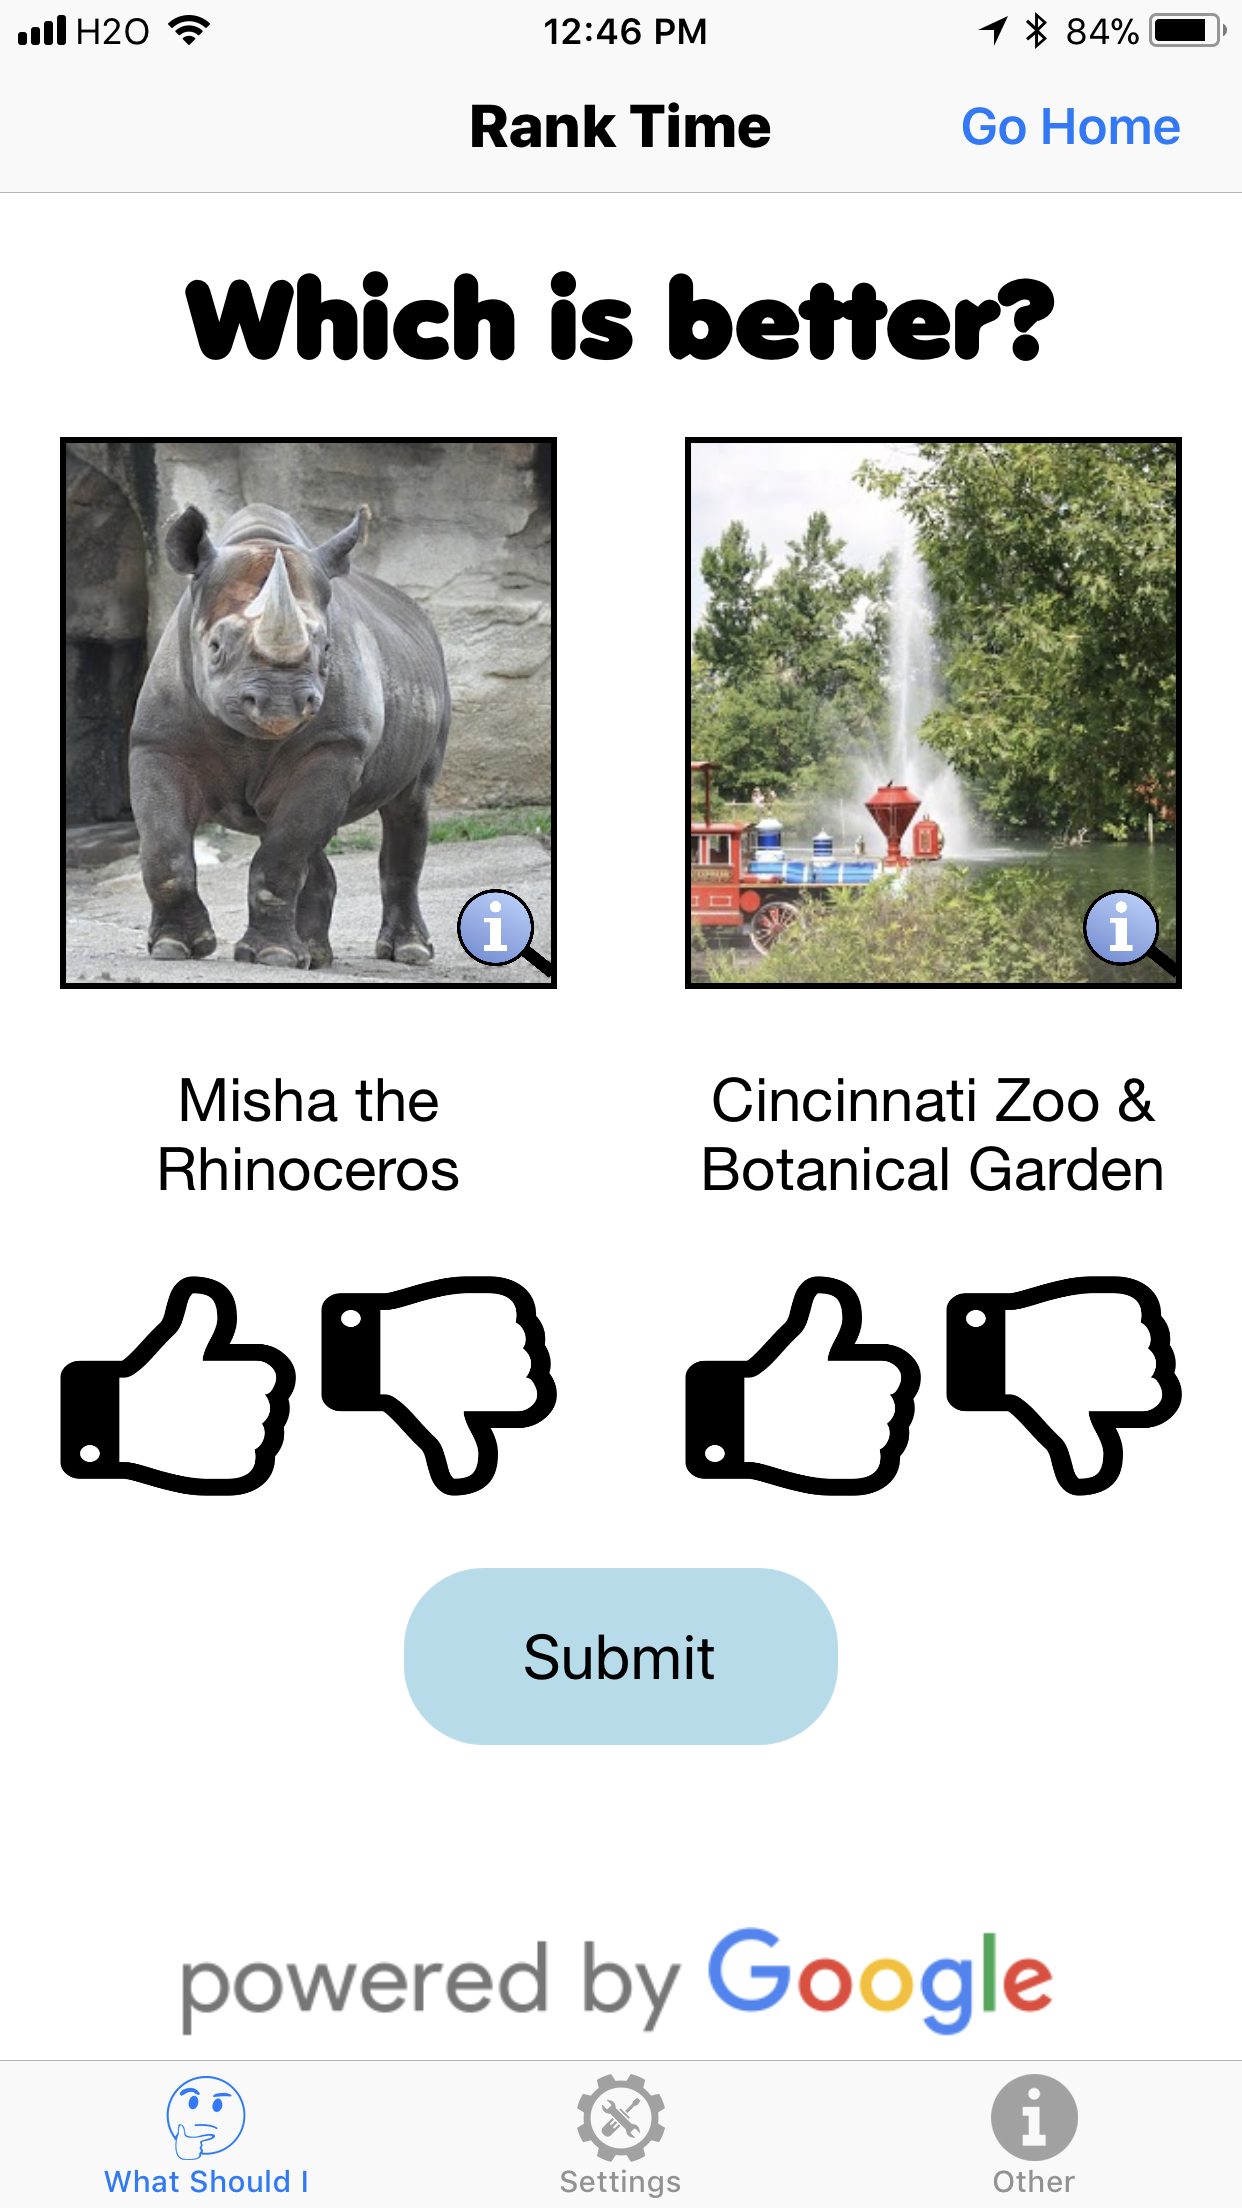 H2O 12:46 PM 84%
Rank Time Go Home
Which is better?
Misha the
Rhinoceros
Cincinnati Zoo &
Botanical Garden
Submit
powered by Google
What Should I Settings Other